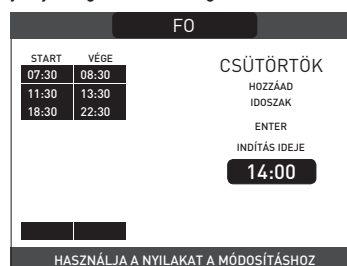 FO
START VÉGE
07:30 08:30
11:30 13:30
18:30 22:30
CSÜTÖRTÖK
HOZZÁAD
IDOSZAK
ENTER
INDÍTÁS IDEJE
14:00
HASZNÁLJA A NYILAKAT A MÓDOSÍTÁSHOZ